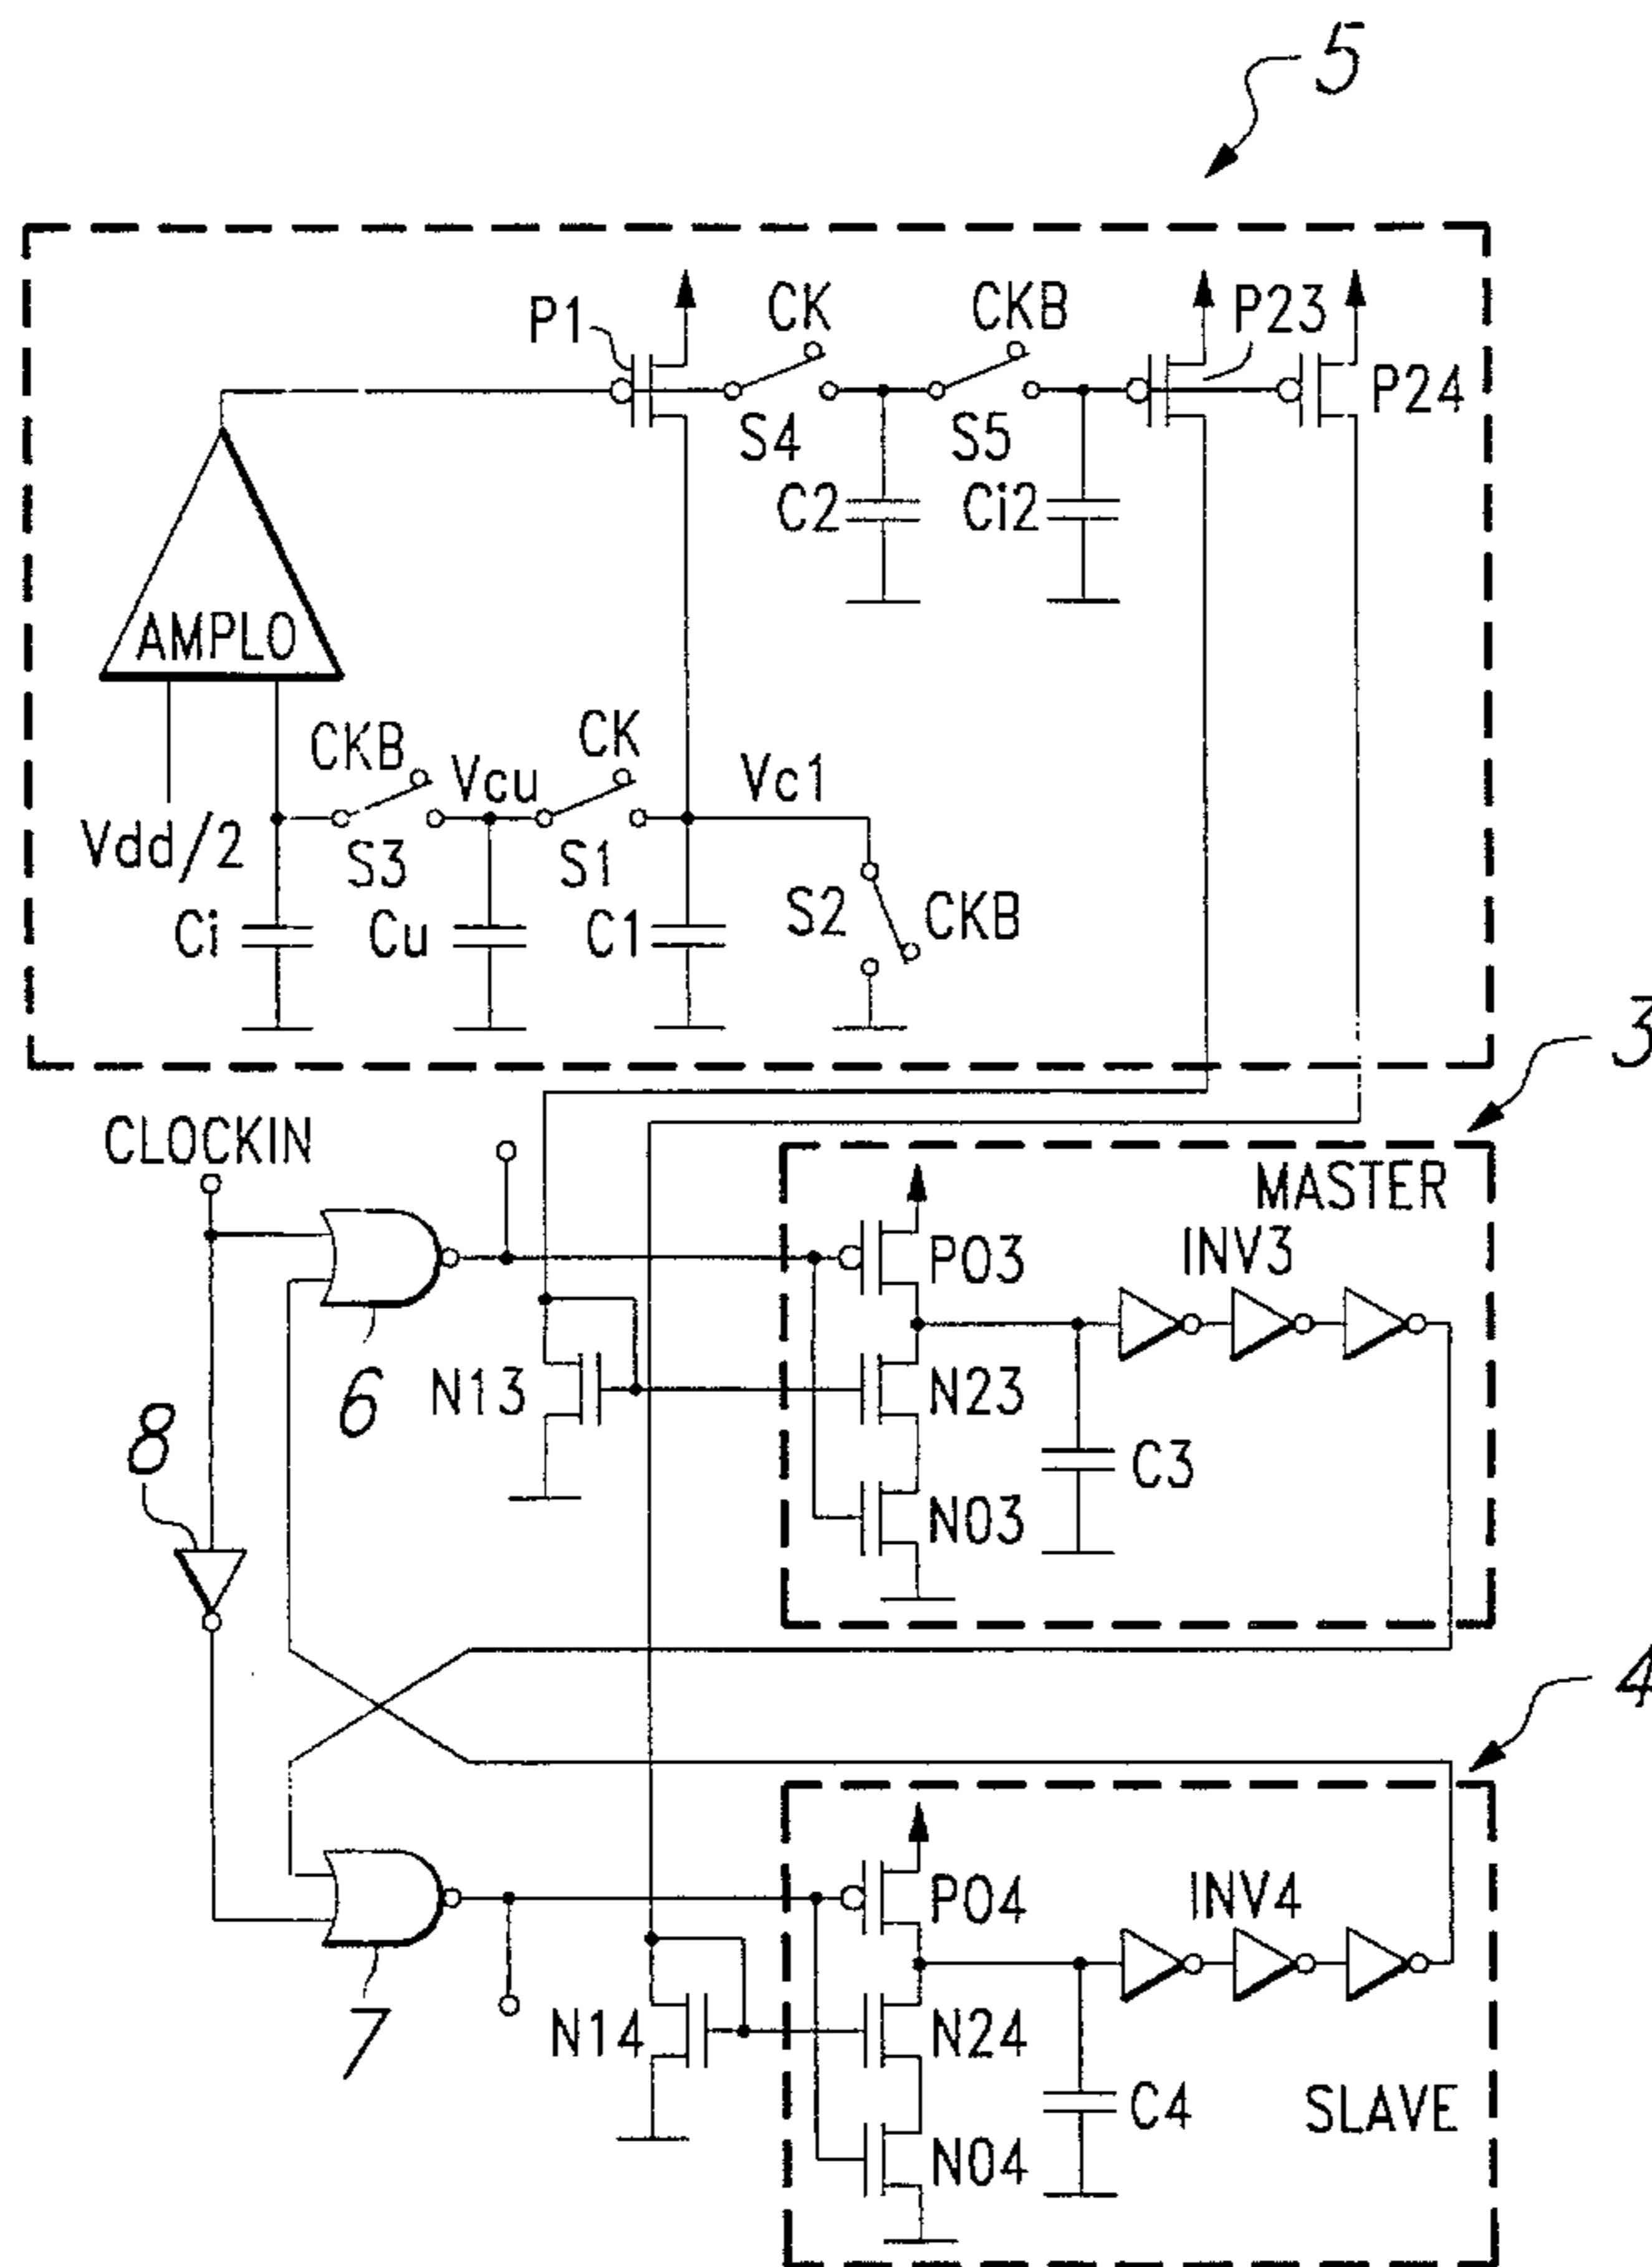 5
P1
CK
CKB
P23
P24
S4
S5
C2
Ci2
AMPLO
CKB
Vcu
CK
Vc1
Vdd/2
S3
S1
S2
CKB
Ci
Cu
C1
3
CLOCKIN
MASTER
P03
INV3
6
N13
N23
8
C3
N03
4
P04
INV4
7
N14
N24
C4
SLAVE
N04